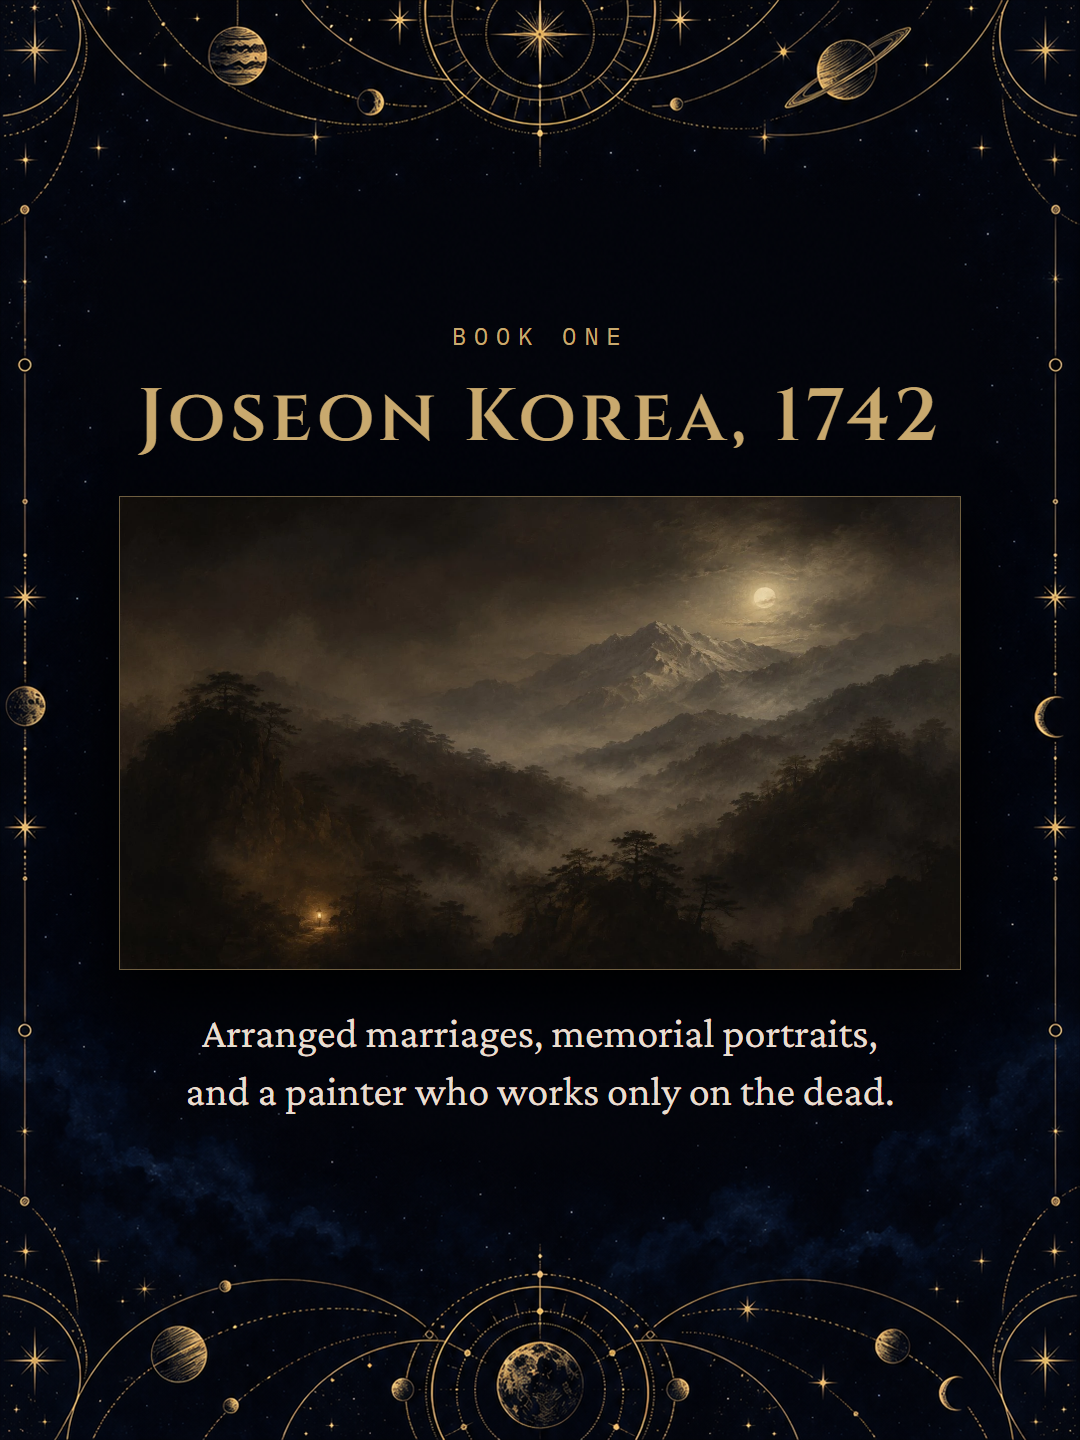 BOOK ONE
Joseon Korea, 1742
Arranged marriages, memorial portraits,
and a painter who works only on the dead.